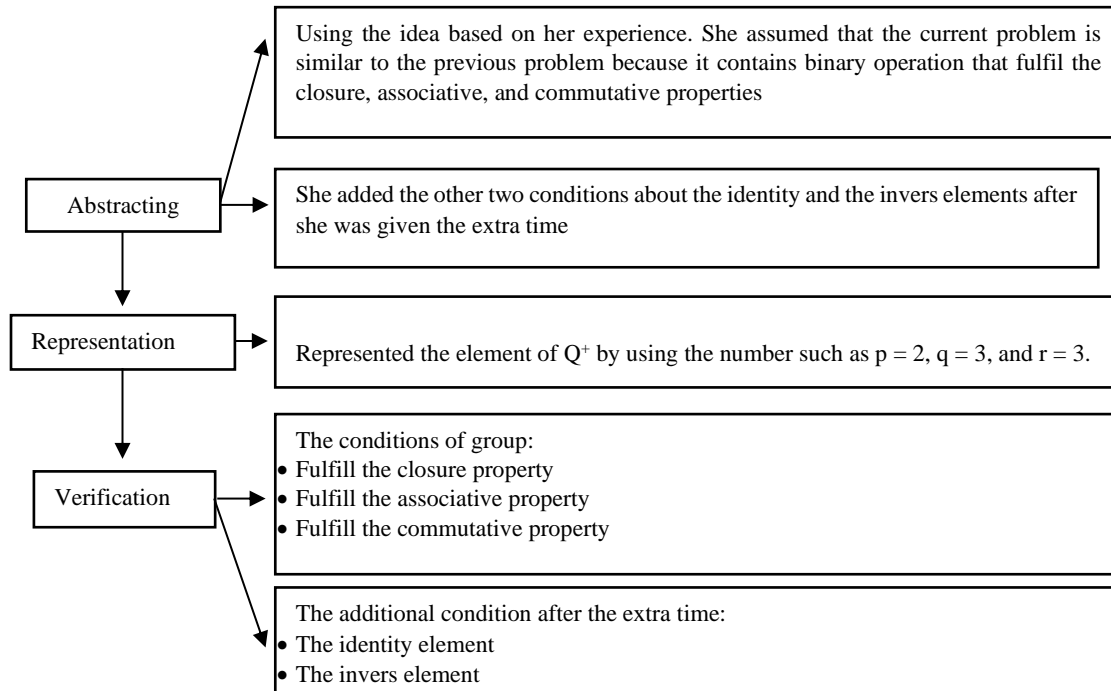 Using the idea based on her experience. She assumed that the current problem is
similar to the previous problem because it contains binary operation that fulfil the
closure, associative, and commutative properties
Abstracting
She added the other two conditions about the identity and the invers elements after
she was given the extra time
Representation
Represented the element of Q⁺ by using the number such as p = 2, q = 3, and r = 3.
Verification
The conditions of group:
• Fulfill the closure property
• Fulfill the associative property
• Fulfill the commutative property
The additional condition after the extra time:
• The identity element
• The invers element